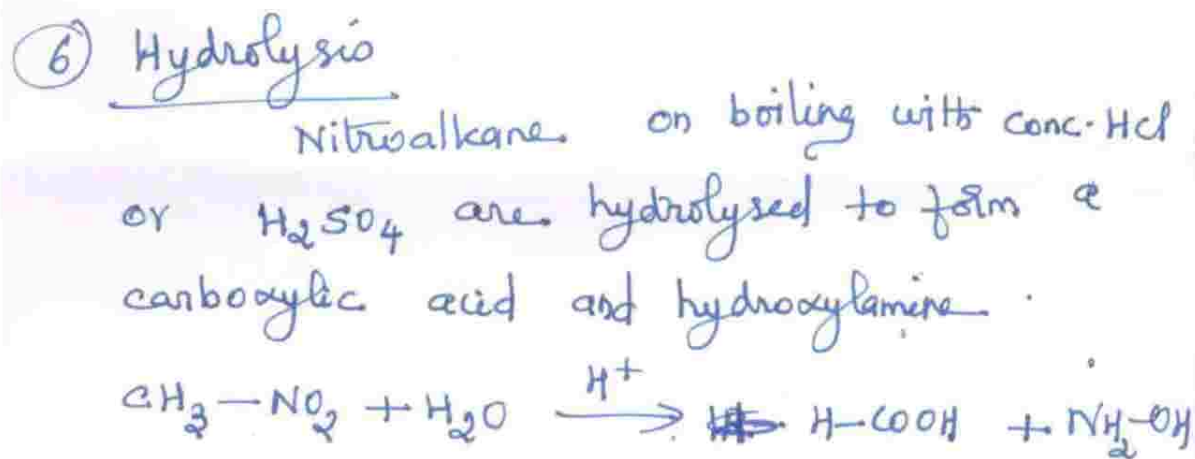 6 Hydrolysis
Nitroalkane on boiling with conc. HCl
or H₂SO₄ are hydrolysed to form a
carboxylic acid and hydroxylamine.
CH₃-NO₂ + H₂O →(H⁺) H-COOH + NH₂-OH